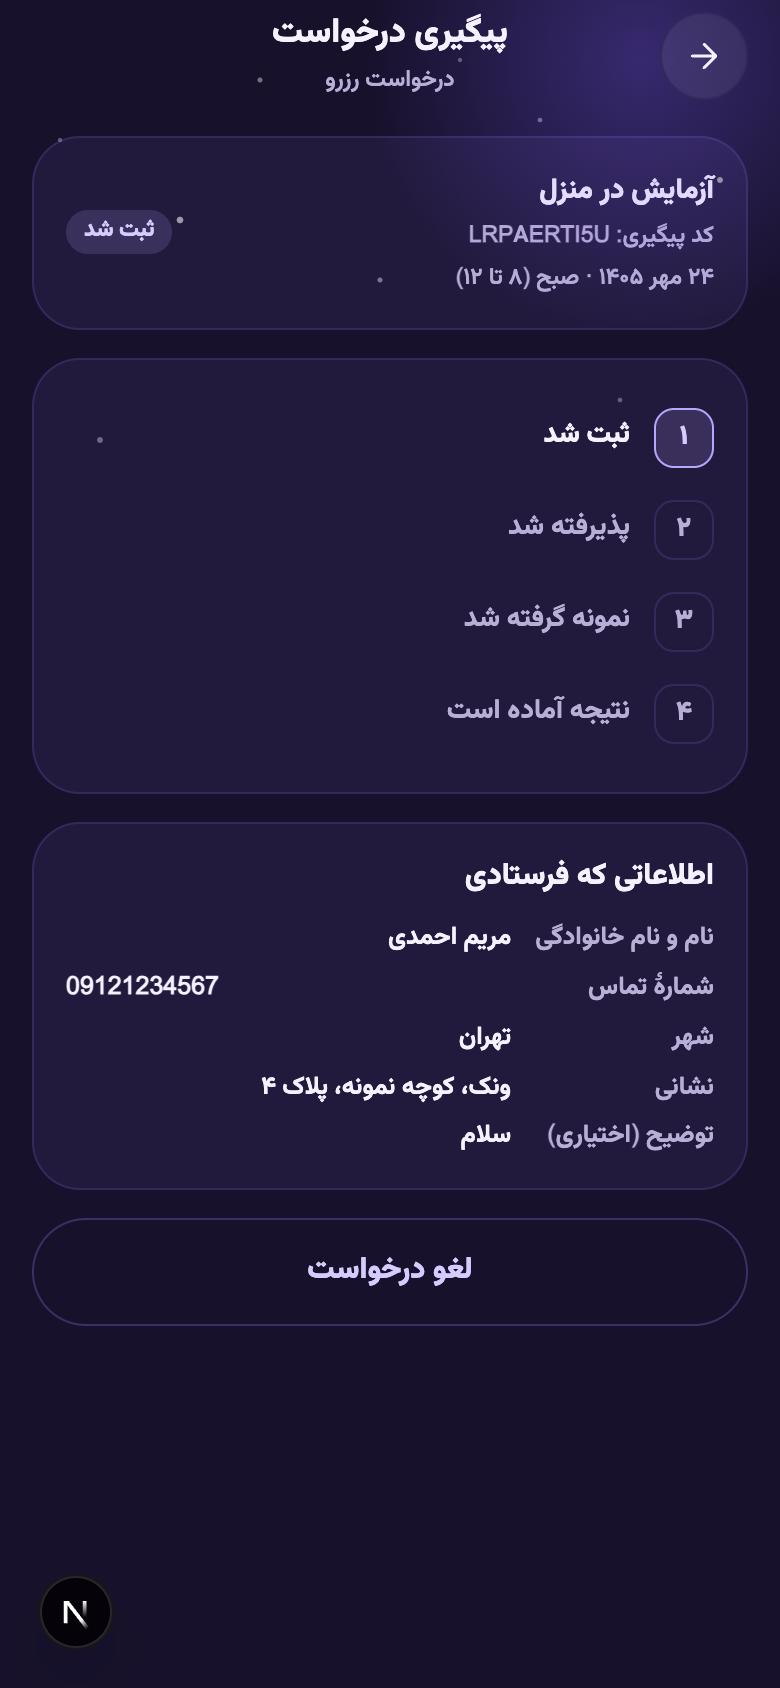 پیگیری درخواست
درخواست رزرو
آزمایش در منزل
کد پیگیری: LRPAERTI5U
۲۴ مهر ۱۴۰۵ · صبح (۸ تا ۱۲)
ثبت شد
۱ ثبت شد
۲ پذیرفته شد
۳ نمونه گرفته شد
۴ نتیجه آماده است
اطلاعاتی که فرستادی
نام و نام خانوادگی مریم احمدی
شمارهٔ تماس 09121234567
شهر تهران
نشانی ونک، کوچه نمونه، پلاک ۴
توضیح (اختیاری) سلام
لغو درخواست
N